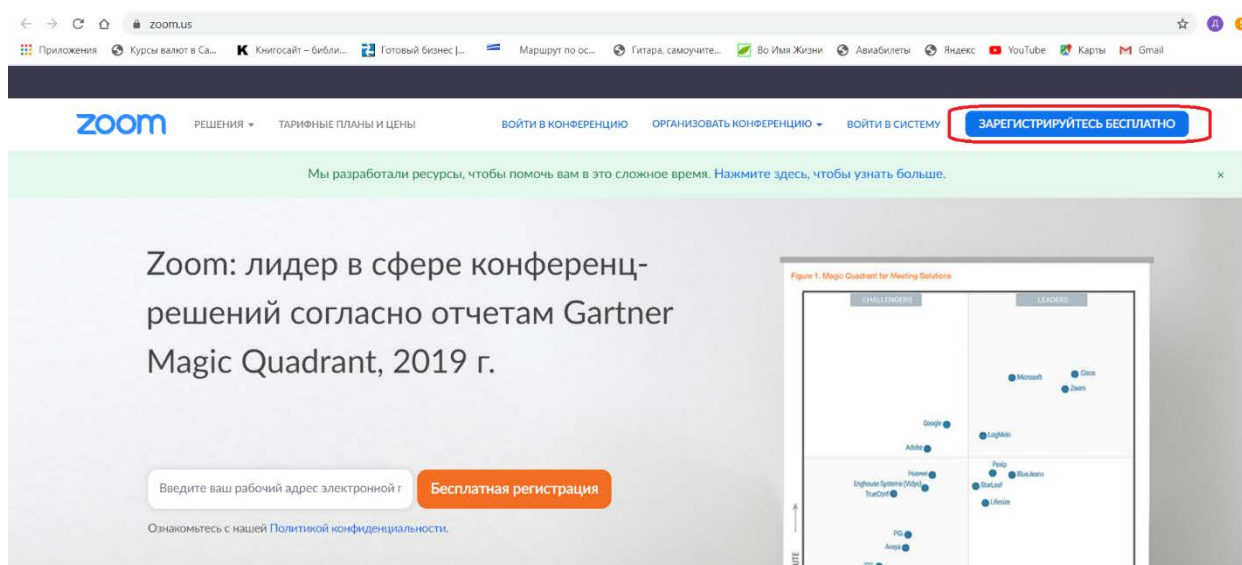 zoom.us
Приложения Курсы валют в Са... Книгосайт – библи... Готовый бизнес |... Маршрут по ос... Гитара, самоучите... Во Имя Жизни Авиабилеты Яндекс YouTube Карты Gmail
zoom РЕШЕНИЯ ТАРИФНЫЕ ПЛАНЫ И ЦЕНЫ ВОЙТИ В КОНФЕРЕНЦИЮ ОРГАНИЗОВАТЬ КОНФЕРЕНЦИЮ ВОЙТИ В СИСТЕМУ ЗАРЕГИСТРИРУЙТЕСЬ БЕСПЛАТНО
Мы разработали ресурсы, чтобы помочь вам в это сложное время. Нажмите здесь, чтобы узнать больше.
Zoom: лидер в сфере конференц-
решений согласно отчетам Gartner
Magic Quadrant, 2019 г.
Введите ваш рабочий адрес электронной г
Бесплатная регистрация
Ознакомьтесь с нашей Политикой конфиденциальности.
Figure 1. Magic Quadrant for Meeting Solutions
CHALLENGERS LEADERS
Microsoft Cisco
Zoom
Google
LogMeIn
Adobe
Pexip
Huawei BlueJeans
Enghouse Systems (Vidyo) StarLeaf
TrueConf
Lifesize
PGi
Avaya